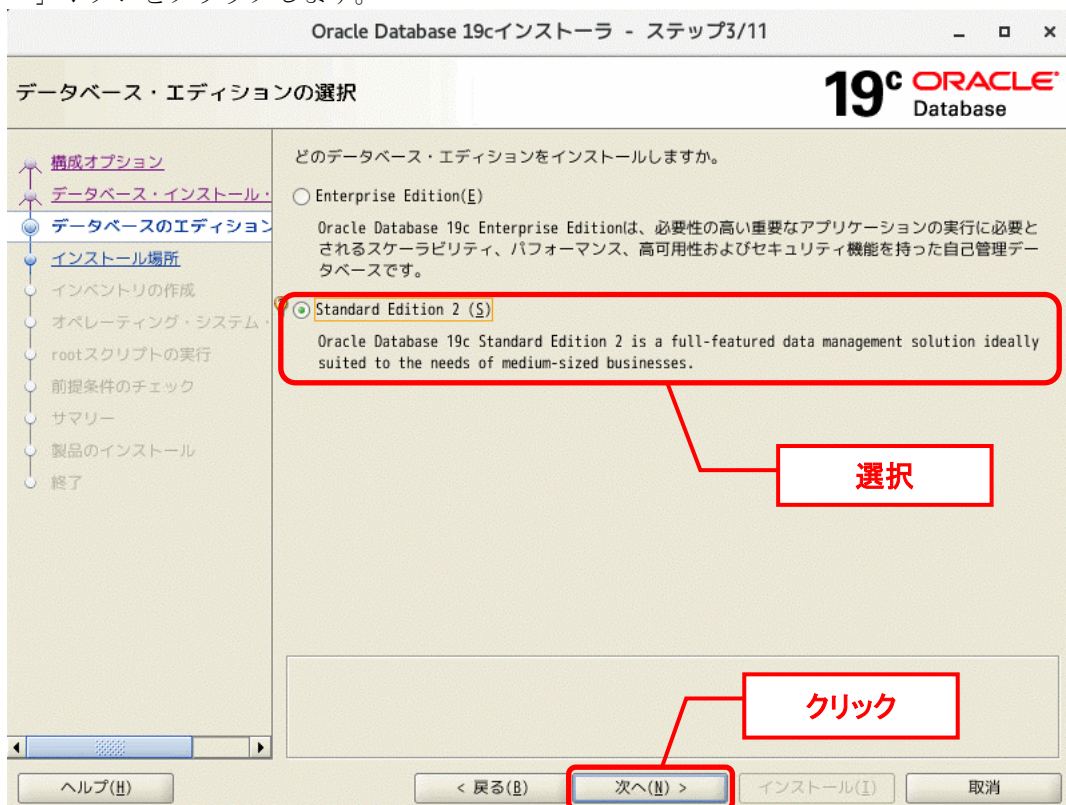 」ボタンをクリックします。
Oracle Database 19cインストーラ - ステップ3/11
データベース・エディションの選択
19c ORACLE
Database
構成オプション
データベース・インストール・
データベースのエディション
インストール場所
インベントリの作成
オペレーティング・システム・
rootスクリプトの実行
前提条件のチェック
サマリー
製品のインストール
終了
どのデータベース・エディションをインストールしますか。
Enterprise Edition(E)
Oracle Database 19c Enterprise Editionは、必要性の高い重要なアプリケーションの実行に必要と
されるスケーラビリティ、パフォーマンス、高可用性およびセキュリティ機能を持った自己管理デー
タベースです。
Standard Edition 2 (S)
Oracle Database 19c Standard Edition 2 is a full-featured data management solution ideally
suited to the needs of medium-sized businesses.
選択
クリック
ヘルプ(H)
< 戻る(B)
次へ(N) >
インストール(I)
取消